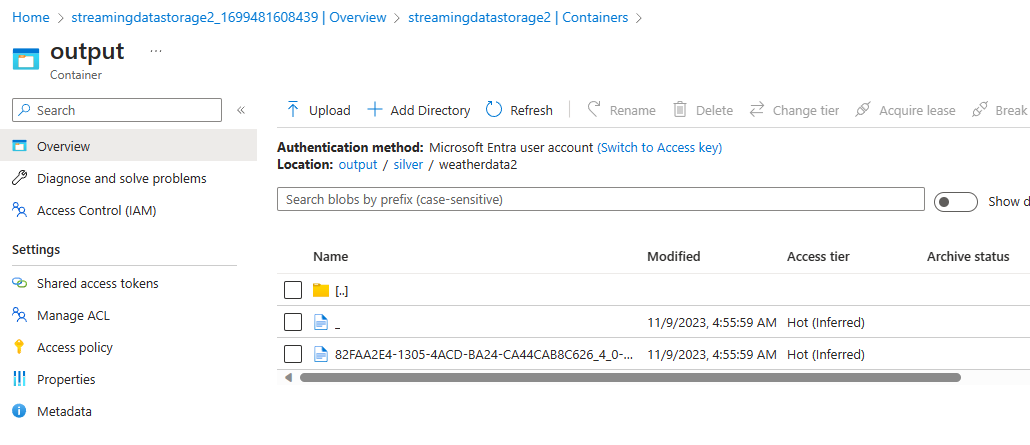 Home > streamingdatastorage2_1699481608439 | Overview > streamingdatastorage2 | Containers >
output ...
Container
Search «
Overview
Diagnose and solve problems
Access Control (IAM)
Settings
Shared access tokens
Manage ACL
Access policy
Properties
Metadata
Upload Add Directory Refresh Rename Delete Change tier Acquire lease Break
Authentication method: Microsoft Entra user account (Switch to Access key)
Location: output / silver / weatherdata2
Search blobs by prefix (case-sensitive) Show d
Name Modified Access tier Archive status
[..]
_ 11/9/2023, 4:55:59 AM Hot (Inferred)
82FAA2E4-1305-4ACD-BA24-CA44CAB8C626_4_0-... 11/9/2023, 4:55:59 AM Hot (Inferred)